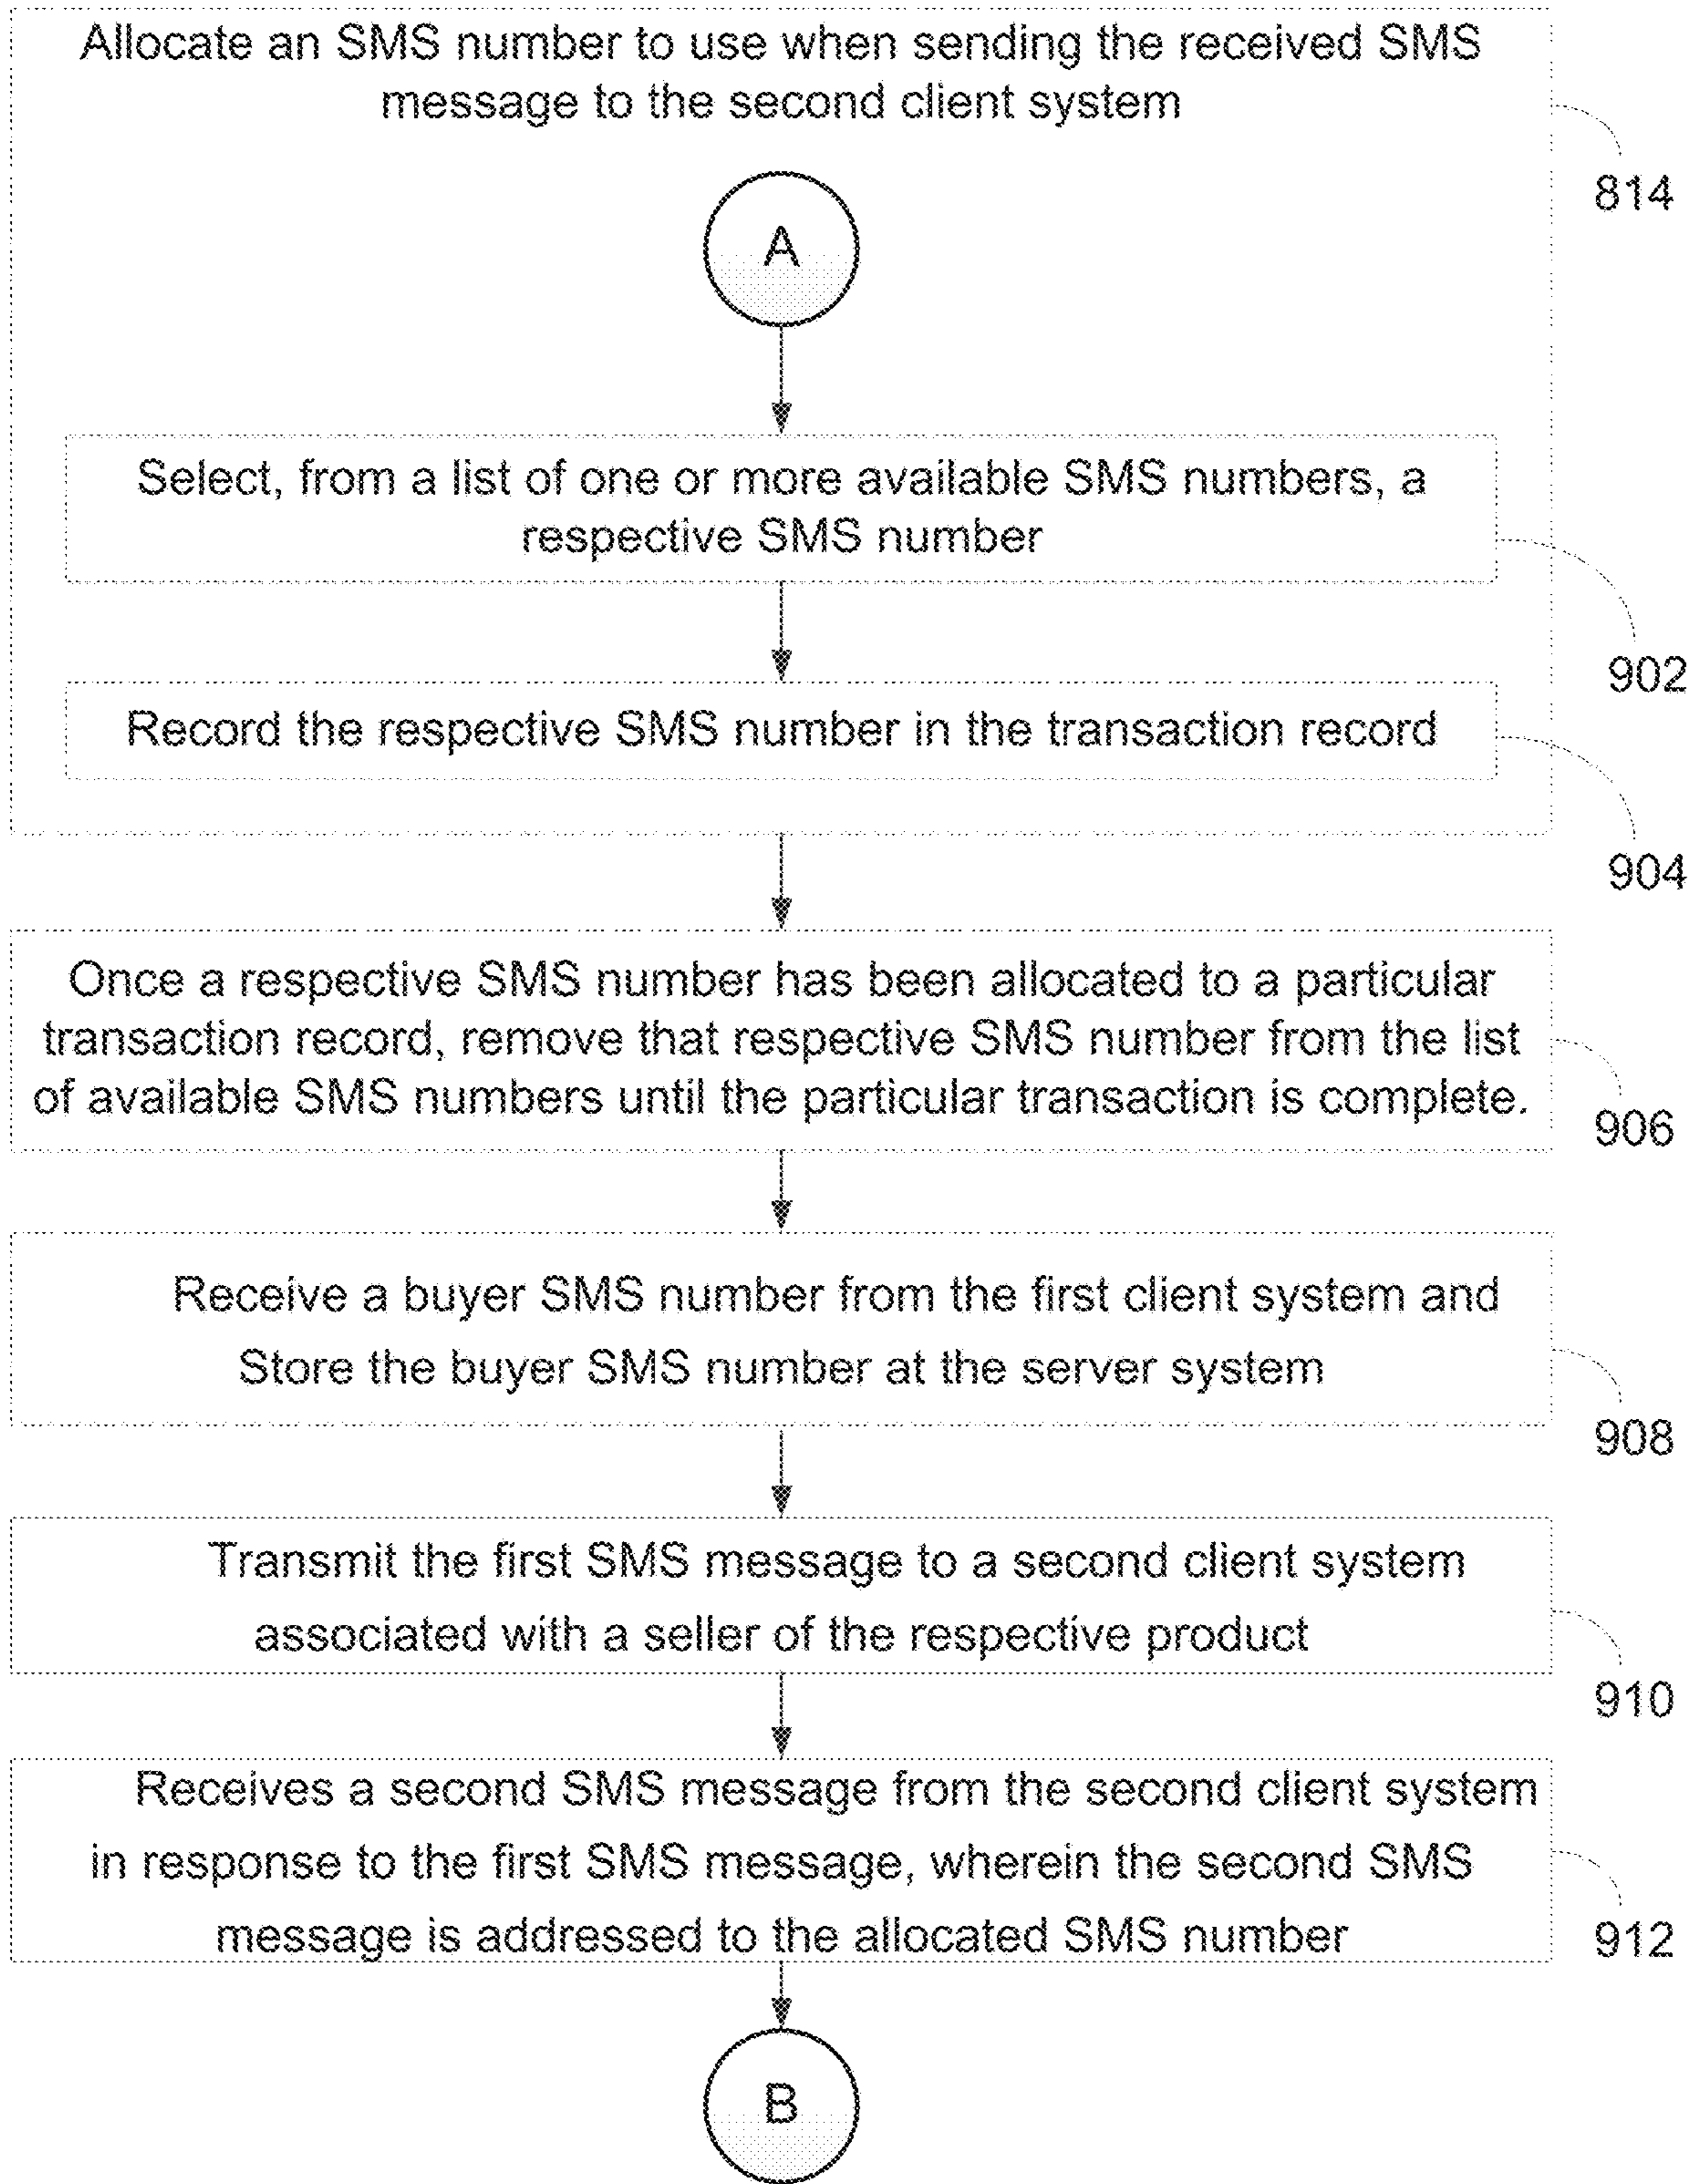 Allocate an SMS number to use when sending the received SMS
message to the second client system
814
A
Select, from a list of one or more available SMS numbers, a
respective SMS number
902
Record the respective SMS number in the transaction record
904
Once a respective SMS number has been allocated to a particular
transaction record, remove that respective SMS number from the list
of available SMS numbers until the particular transaction is complete.
906
Receive a buyer SMS number from the first client system and
Store the buyer SMS number at the server system
908
Transmit the first SMS message to a second client system
associated with a seller of the respective product
910
Receives a second SMS message from the second client system
in response to the first SMS message, wherein the second SMS
message is addressed to the allocated SMS number
912
B